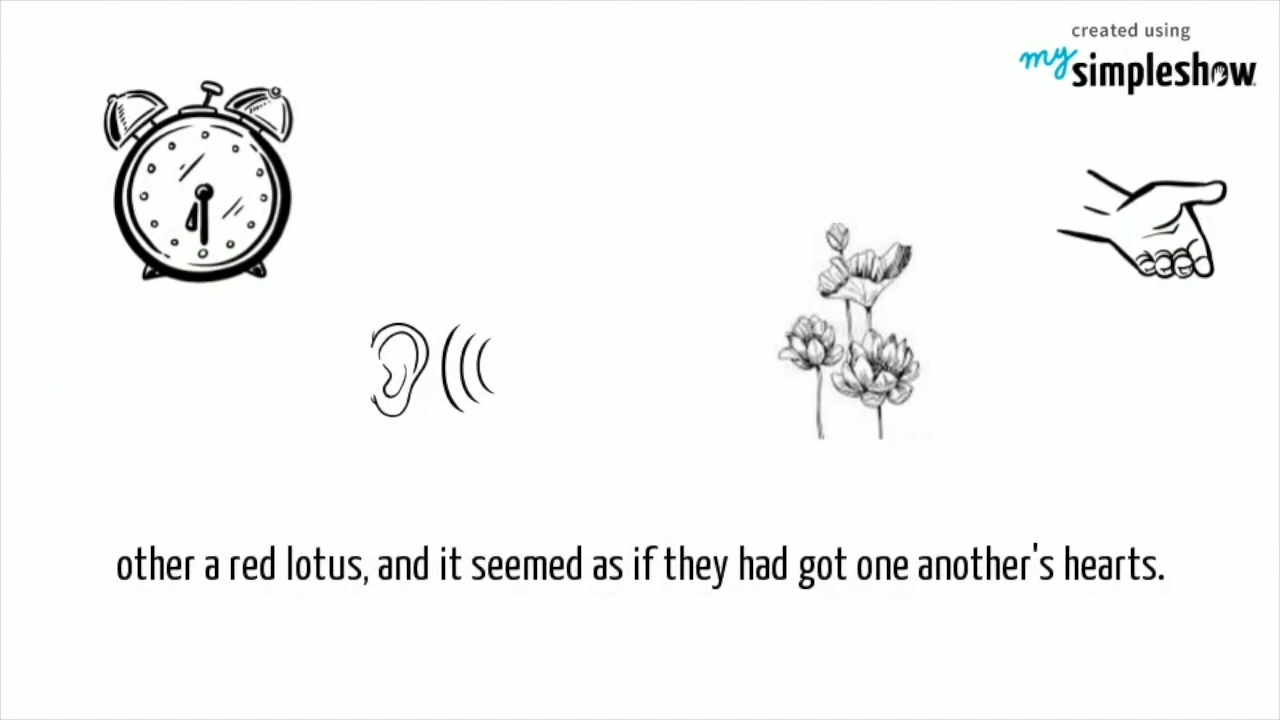 created using
my simpleshow
other a red lotus, and it seemed as if they had got one another's hearts.